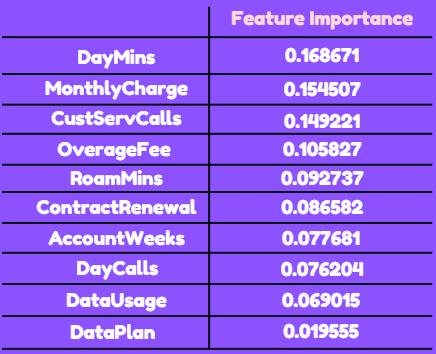 Feature Importance
DayMins 0.168671
MonthlyCharge 0.154507
CustServCalls 0.149221
OverageFee 0.105827
RoamMins 0.092737
ContractRenewal 0.086582
AccountWeeks 0.077681
DayCalls 0.076204
DataUsage 0.069015
DataPlan 0.019555